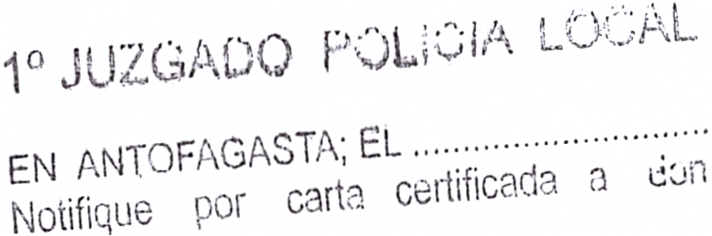 1º JUZGADO POLICIA LOCAL
EN ANTOFAGASTA; EL ..............................
Notifique por carta certificada a don